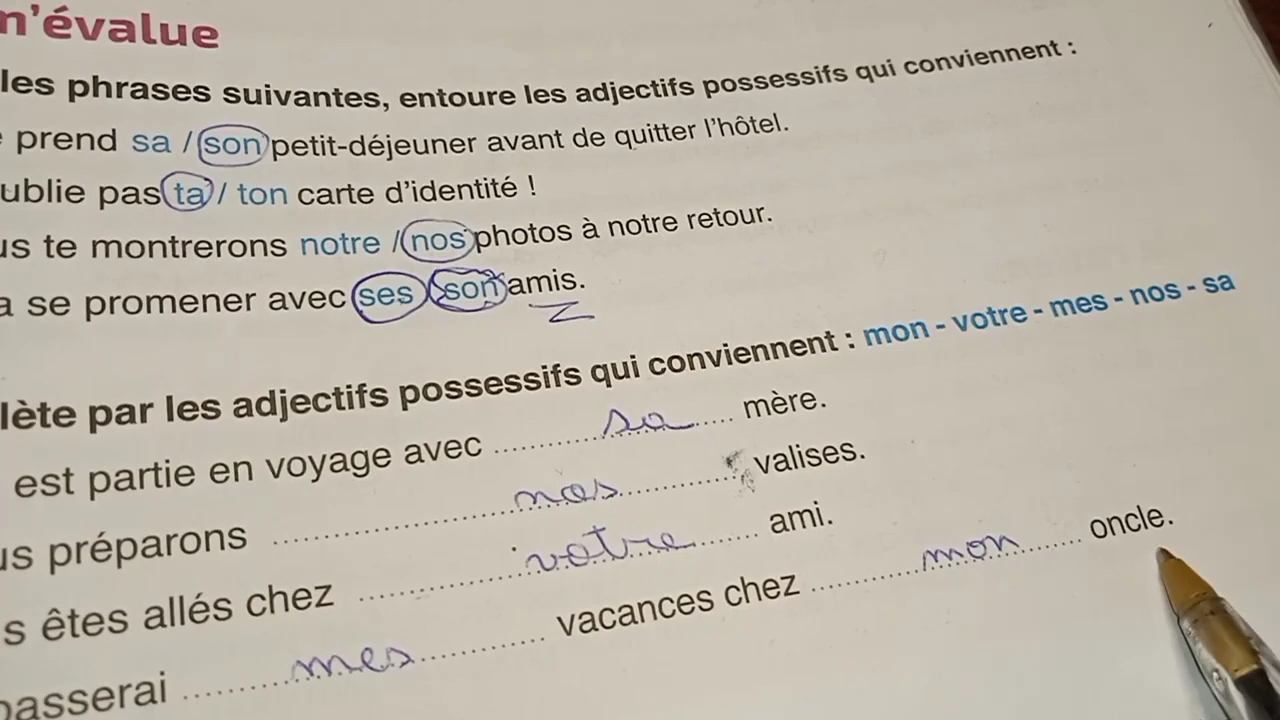 m'évalue
les phrases suivantes, entoure les adjectifs possessifs qui conviennent :
prend sa / son petit-déjeuner avant de quitter l'hôtel.
ublie pas ta / ton carte d'identité !
us te montrerons notre / nos photos à notre retour.
a se promener avec ses / son amis.
lète par les adjectifs possessifs qui conviennent : mon - votre - mes - nos - sa
est partie en voyage avec ........ sa ..... mère.
us préparons ........ nos ........ valises.
s êtes allés chez ........ votre ....... ami.
passerai ........ mes ........ vacances chez ........ mon ....... oncle.